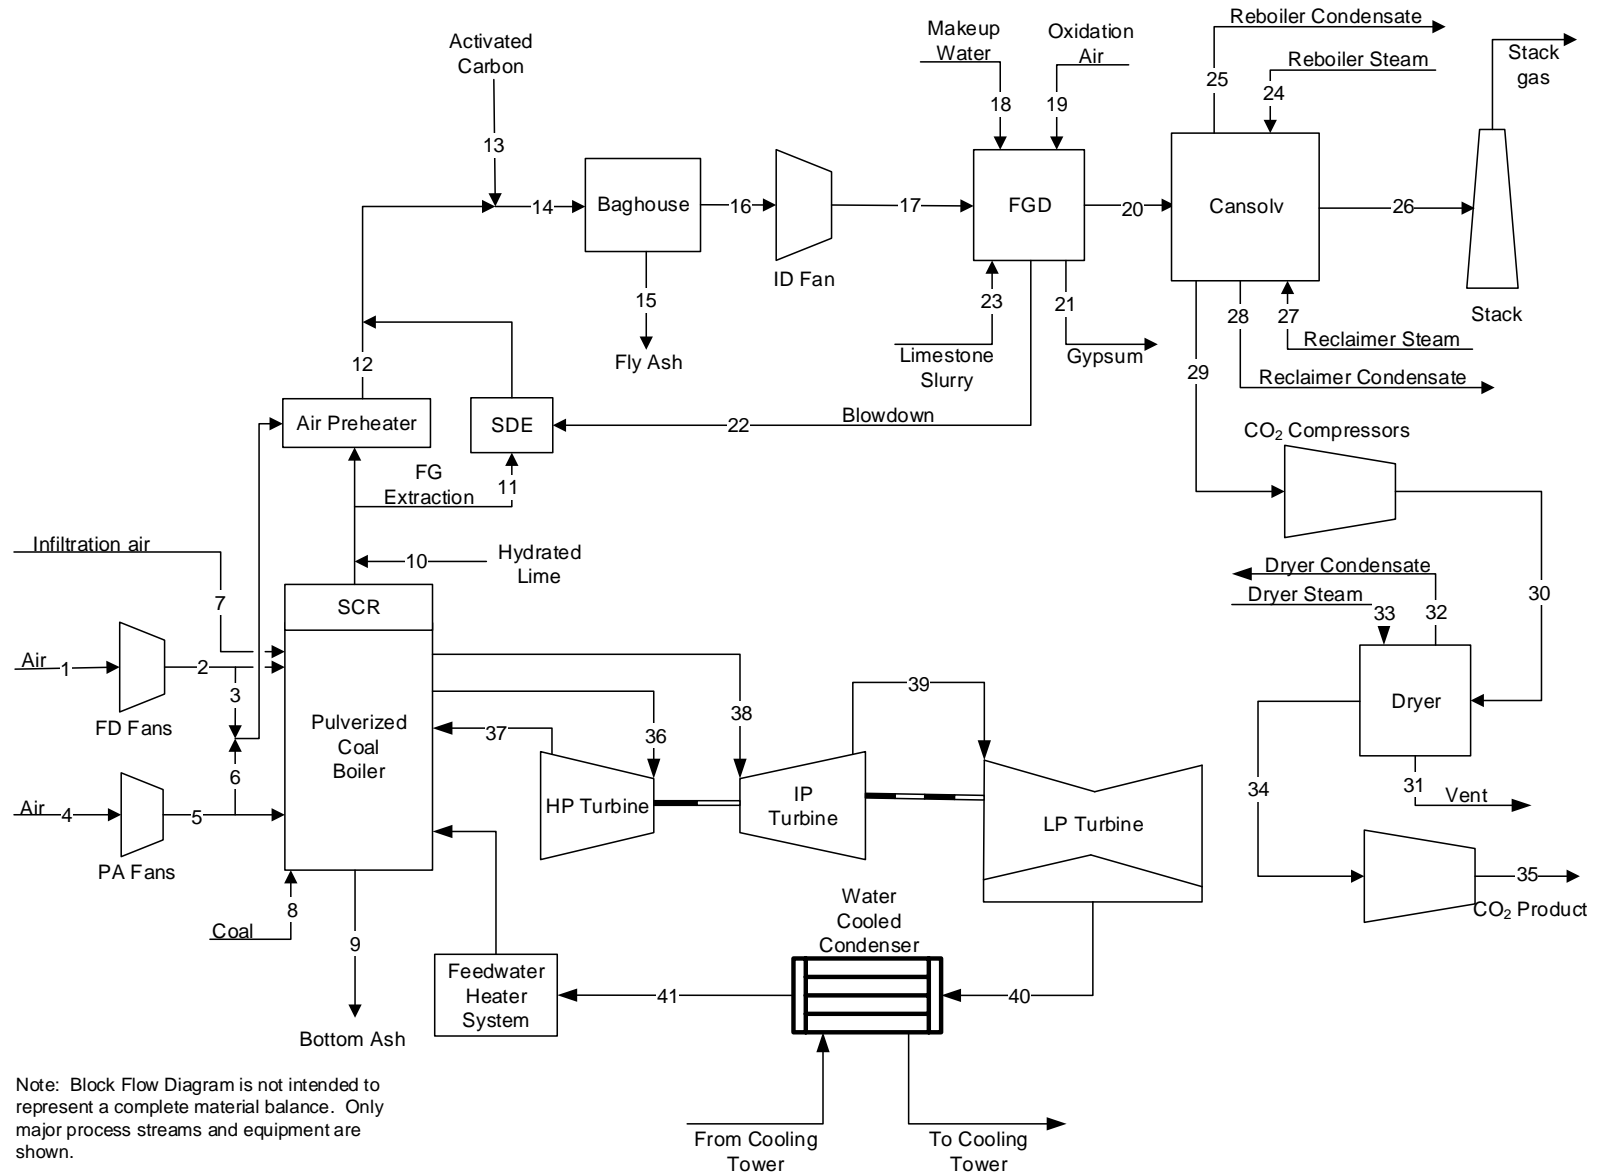 Reboiler Condensate
Makeup
Water
Oxidation
Air
Activated
Carbon
Stack
gas
Reboiler Steam
25
24
18
19
13
14
Baghouse
16
17
FGD
20
Cansolv
26
ID Fan
15
23
21
29
28
27
Stack
Reclaimer Steam
Fly Ash
Limestone
Slurry
Gypsum
12
Reclaimer Condensate
Air Preheater
SDE
22
Blowdown
CO2 Compressors
FG
Extraction
11
Infiltration air
10
Hydrated
Lime
Dryer Condensate
Dryer Steam
30
7
SCR
33
32
Air
1
2
3
FD Fans
Pulverized
Coal
Boiler
37
36
38
39
Dryer
6
Air
4
5
PA Fans
HP Turbine
IP
Turbine
LP Turbine
34
31
Vent
35
CO2 Product
8
Coal
9
Water
Cooled
Condenser
Feedwater
Heater
System
41
40
Bottom Ash
Note: Block Flow Diagram is not intended to
represent a complete material balance. Only
major process streams and equipment are
shown.
From Cooling
Tower
To Cooling
Tower